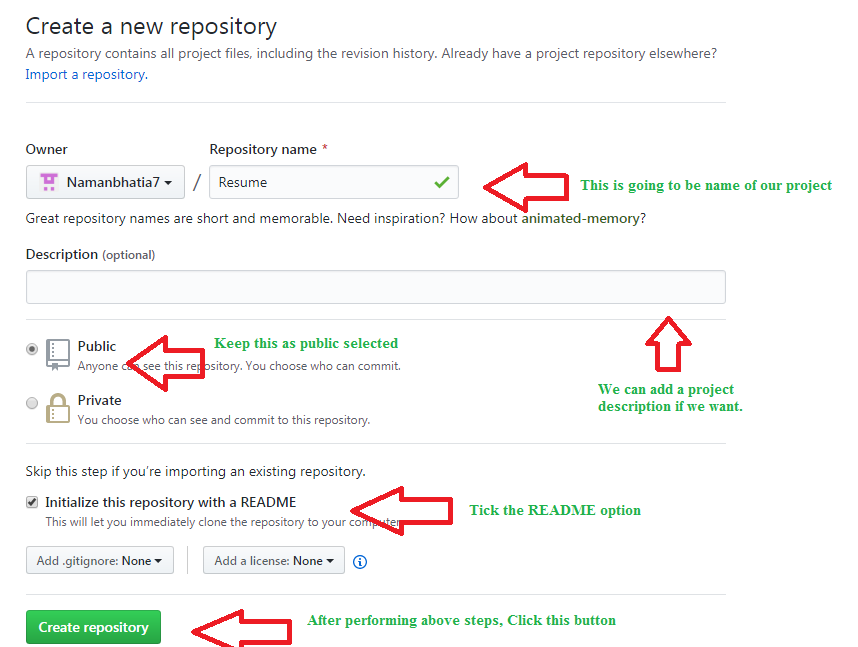 Create a new repository
A repository contains all project files, including the revision history. Already have a project repository elsewhere?
Import a repository.
Owner
Repository name *
Namanbhatia7
/
Resume
This is going to be name of our project
Great repository names are short and memorable. Need inspiration? How about animated-memory?
Description (optional)
Public
Keep this as public selected
Anyone can see this repository. You choose who can commit.
We can add a project
description if we want.
Private
You choose who can see and commit to this repository.
Skip this step if you’re importing an existing repository.
Initialize this repository with a README
This will let you immediately clone the repository to your computer
Tick the README option
Add .gitignore: None
Add a license: None
Create repository
After performing above steps, Click this button